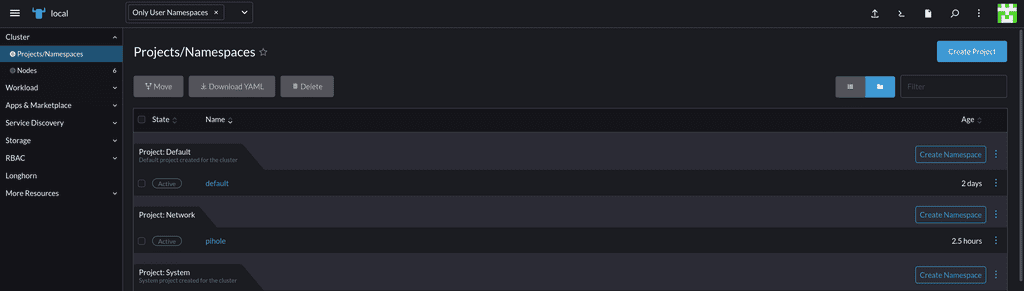 local
Only User Namespaces ×
Cluster
Projects/Namespaces
Nodes 6
Workload
Apps & Marketplace
Service Discovery
Storage
RBAC
Longhorn
More Resources
Projects/Namespaces
Create Project
Move
Download YAML
Delete
Filter
State Name Age
Project: Default
Default project created for the cluster
Create Namespace
Active default 2 days
Project: Network
Create Namespace
Active pihole 2.5 hours
Project: System
System project created for the cluster
Create Namespace